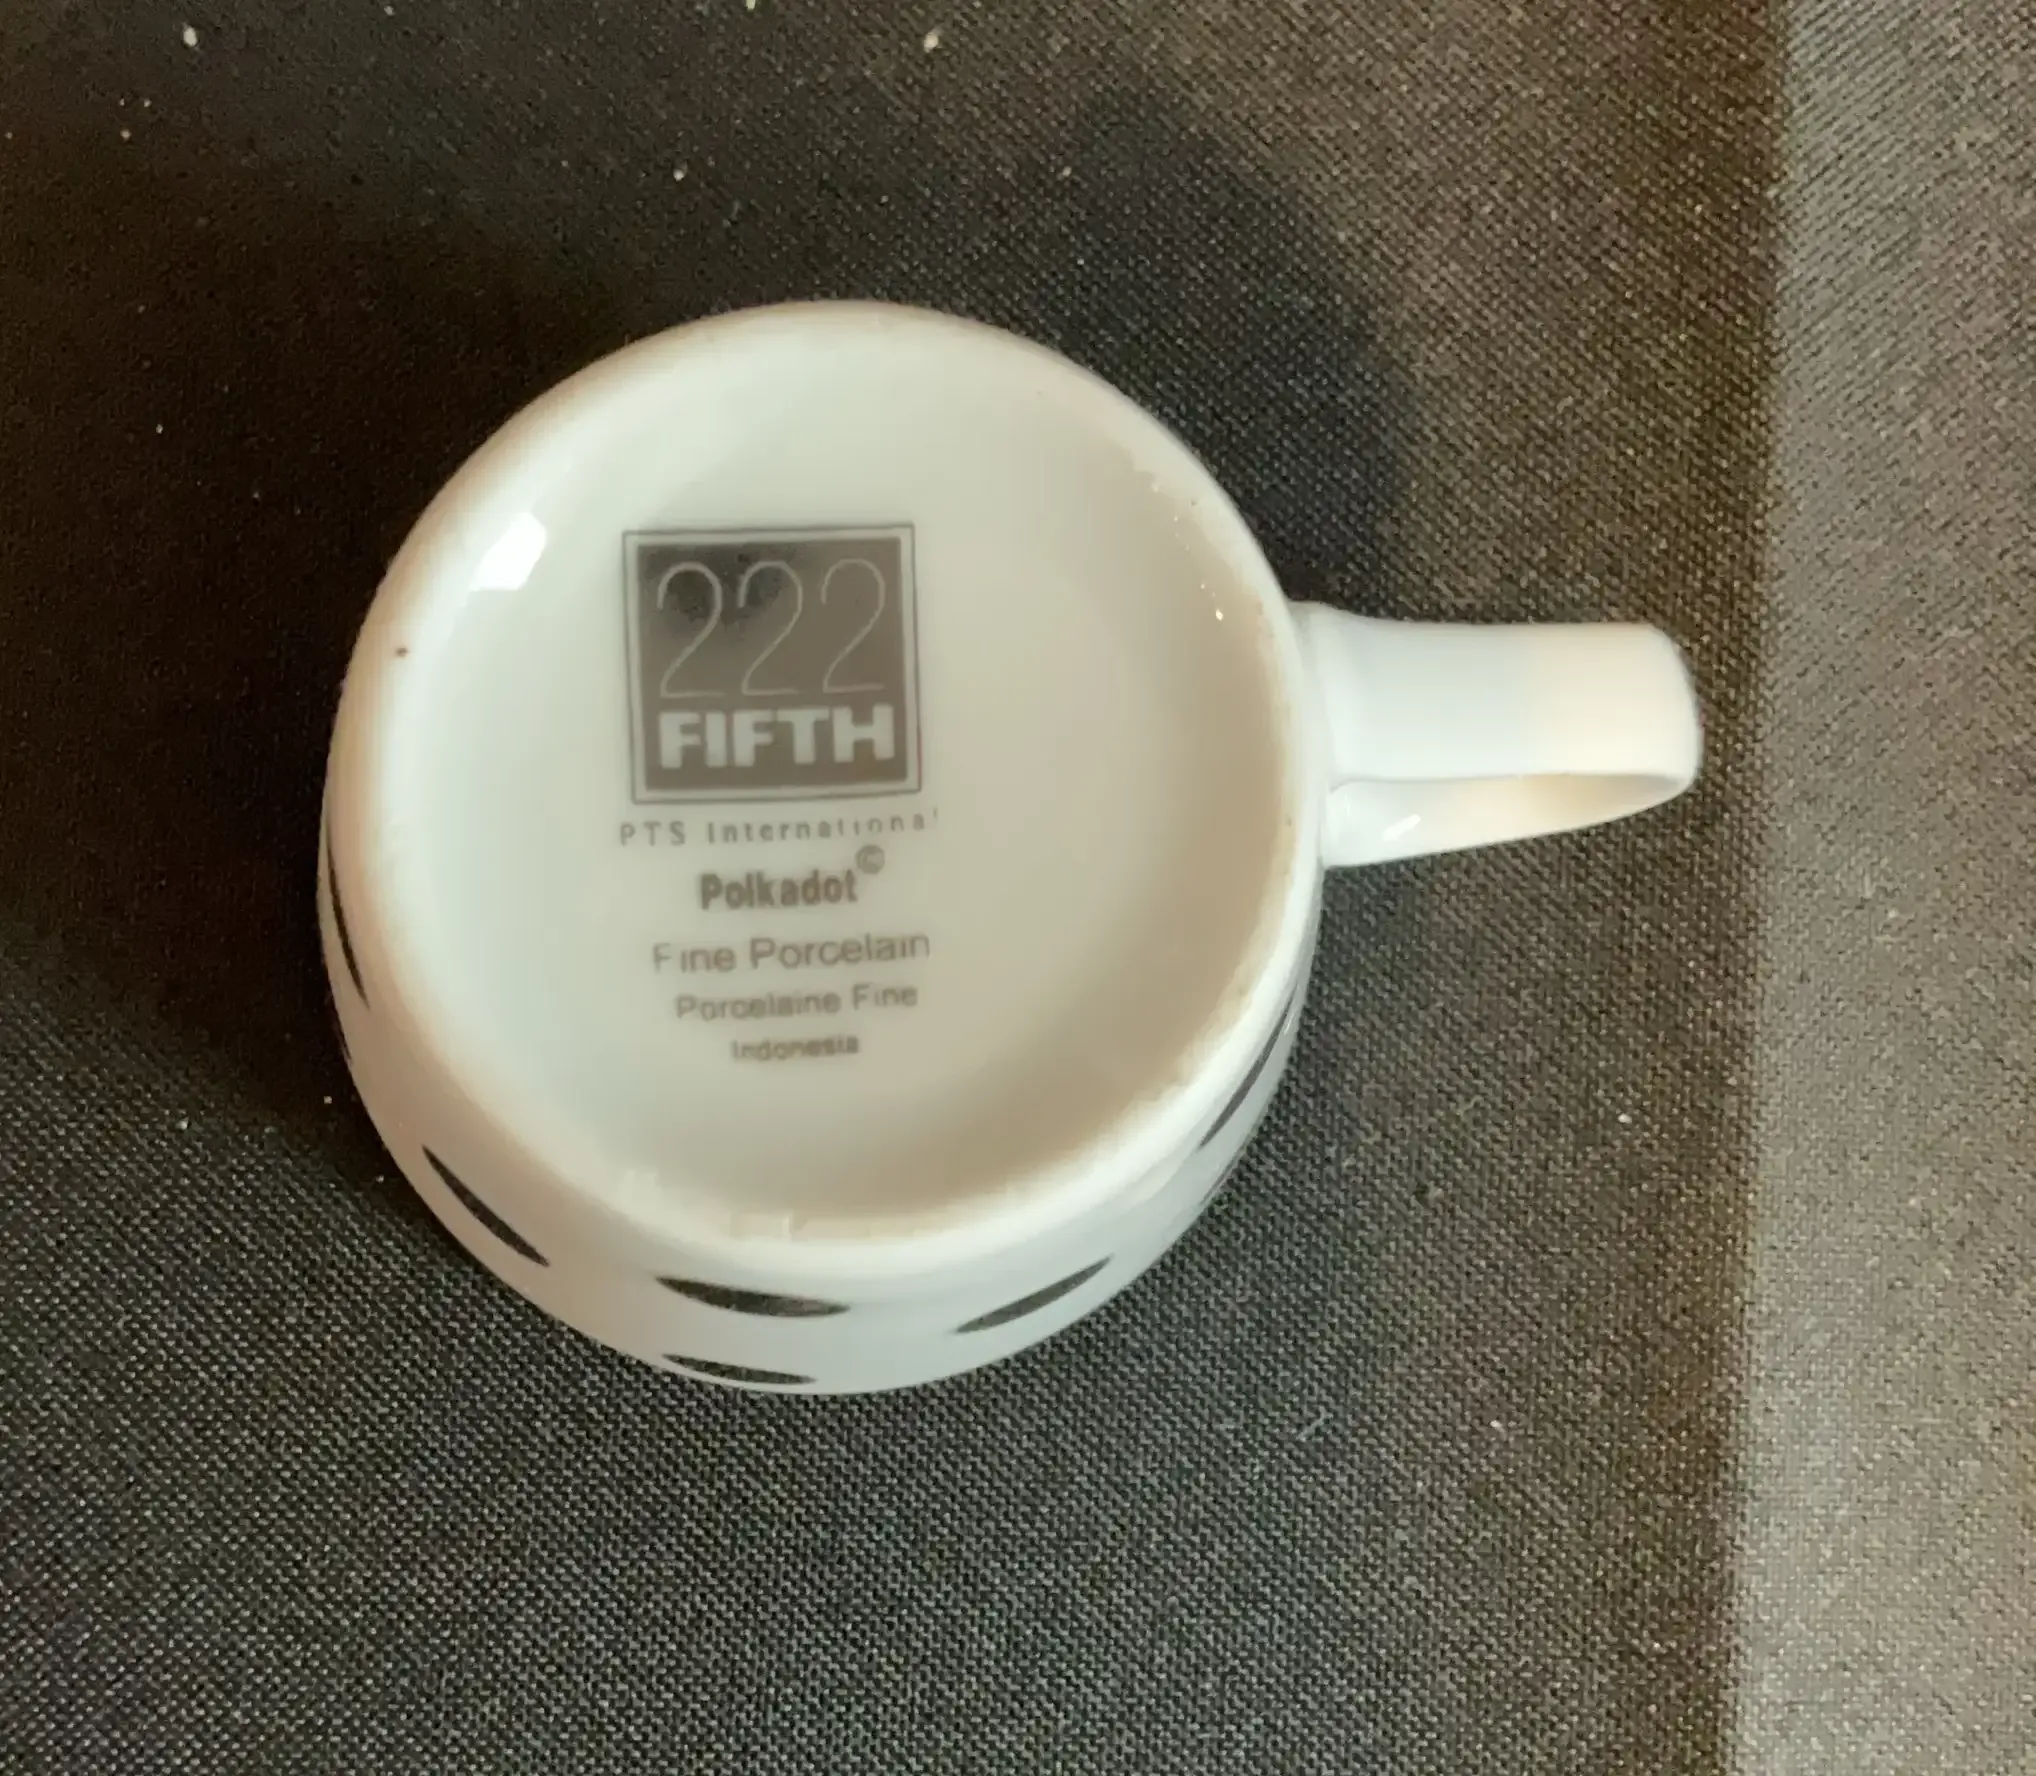 222
FIFTH
PTS International
Polkadot©
Fine Porcelain
Porcelaine Fine
Indonesia